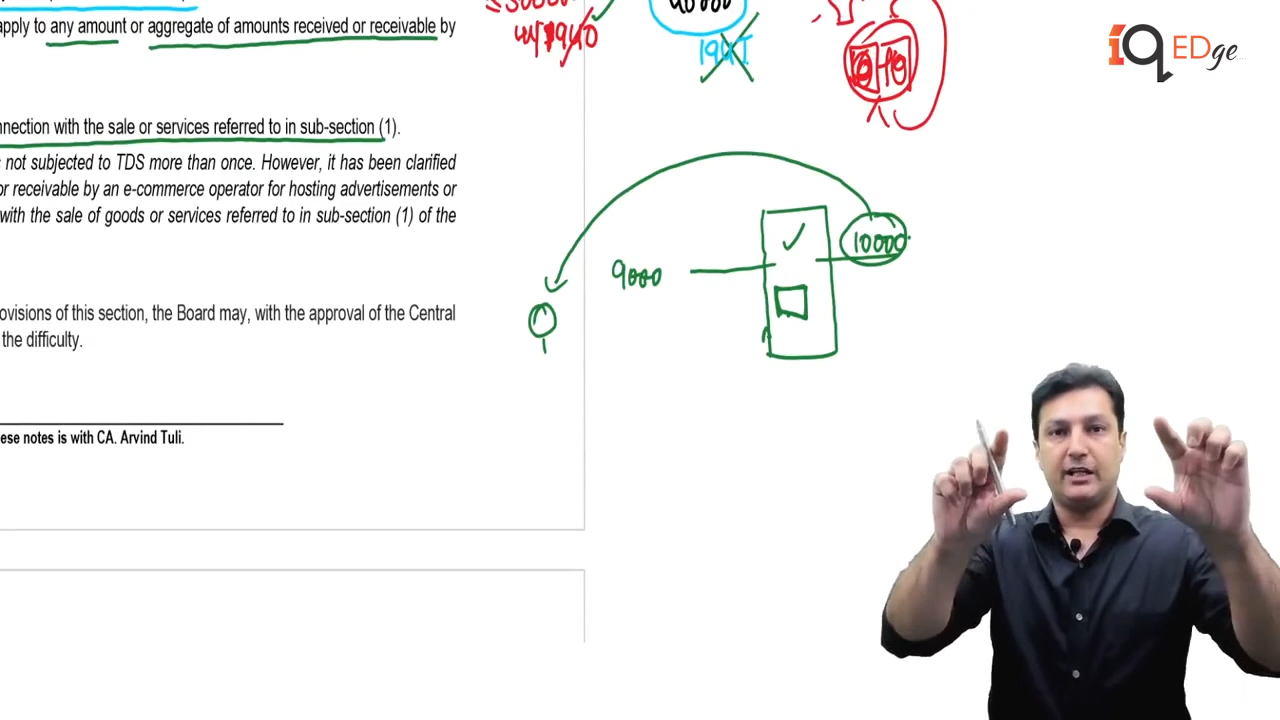 apply to any amount or aggregate of amounts received or receivable by
nnection with the sale or services referred to in sub-section (1).
not subjected to TDS more than once. However, it has been clarified
or receivable by an e-commerce operator for hosting advertisements or
with the sale of goods or services referred to in sub-section (1) of the
ovisions of this section, the Board may, with the approval of the Central
the difficulty.
ese notes is with CA. Arvind Tuli.
10000
9000
iQ EDge